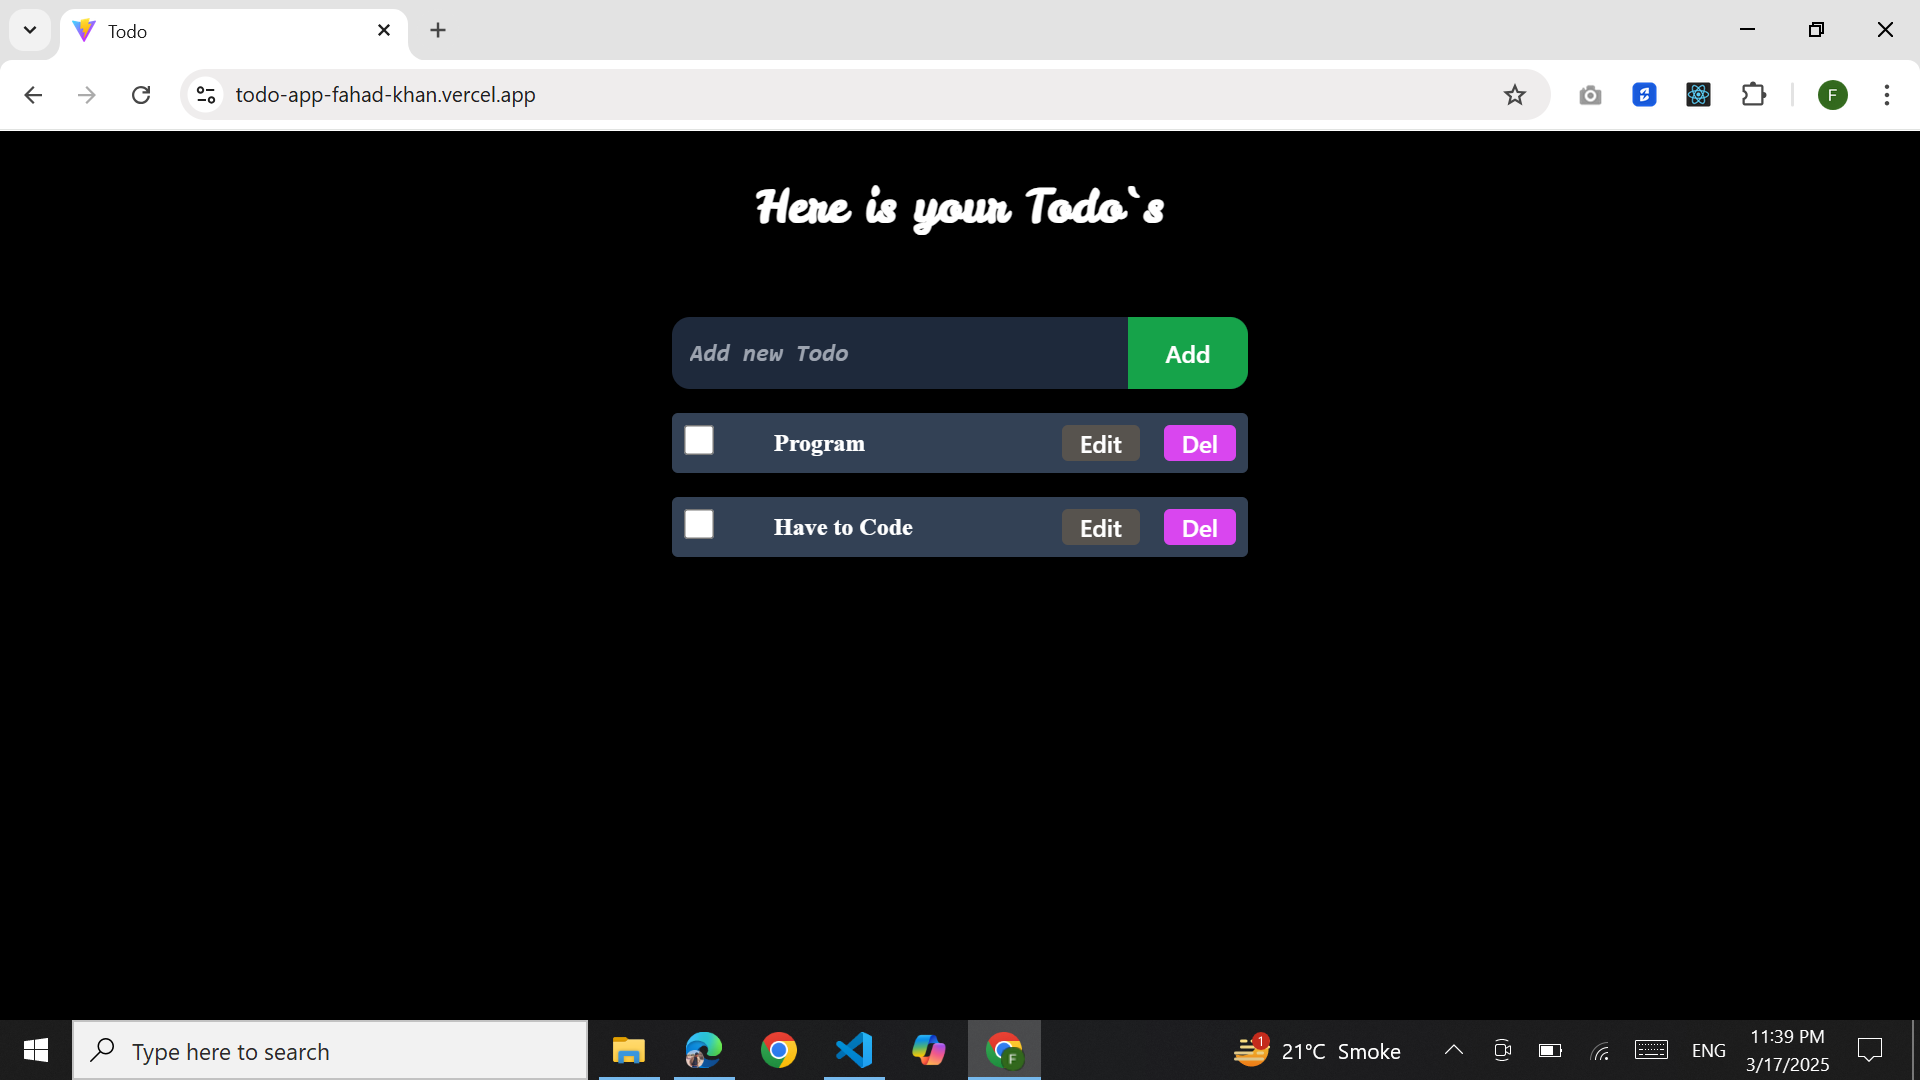 Todo
todo-app-fahad-khan.vercel.app
F
Here is your Todo`s
Add new Todo
Add
Program
Edit
Del
Have to Code
Edit
Del
Type here to search
F
1
21°C Smoke
ENG
11:39 PM
3/17/2025